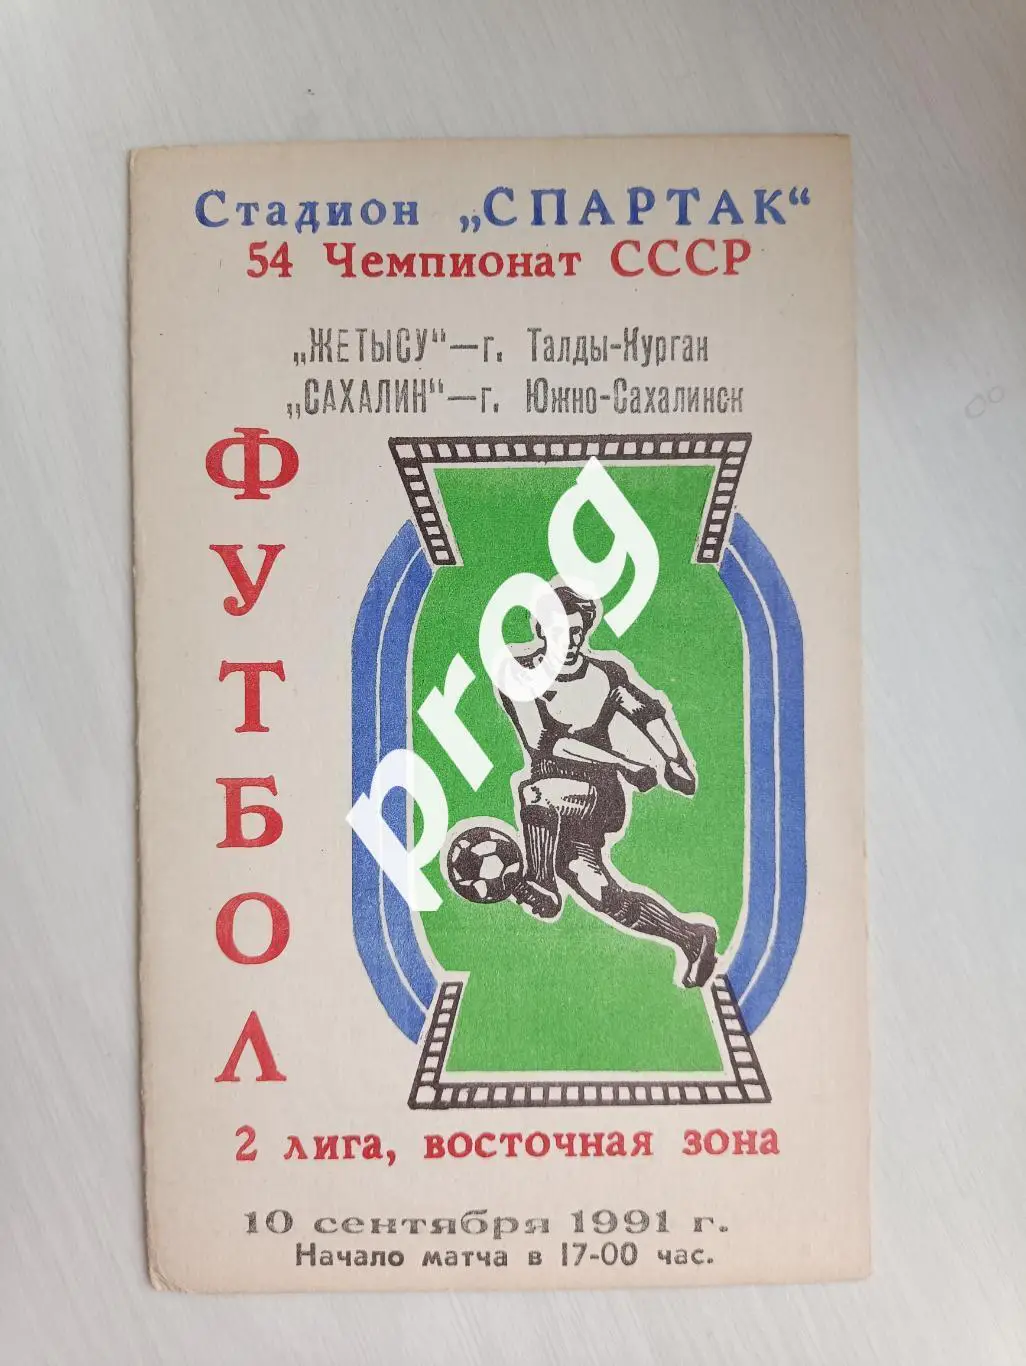 Стадион „СПАРТАК“
54 Чемпионат СССР
„ЖЕТЫСУ“—г. Талды-Курган
„САХАЛИН“—г. Южно-Сахалинск
ФУТБОЛ
prog
2 лига, восточная зона
10 сентября 1991 г.
Начало матча в 17-00 час.